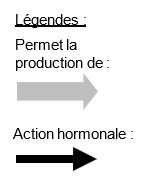 Légendes :
Permet la
production de :
Action hormonale :